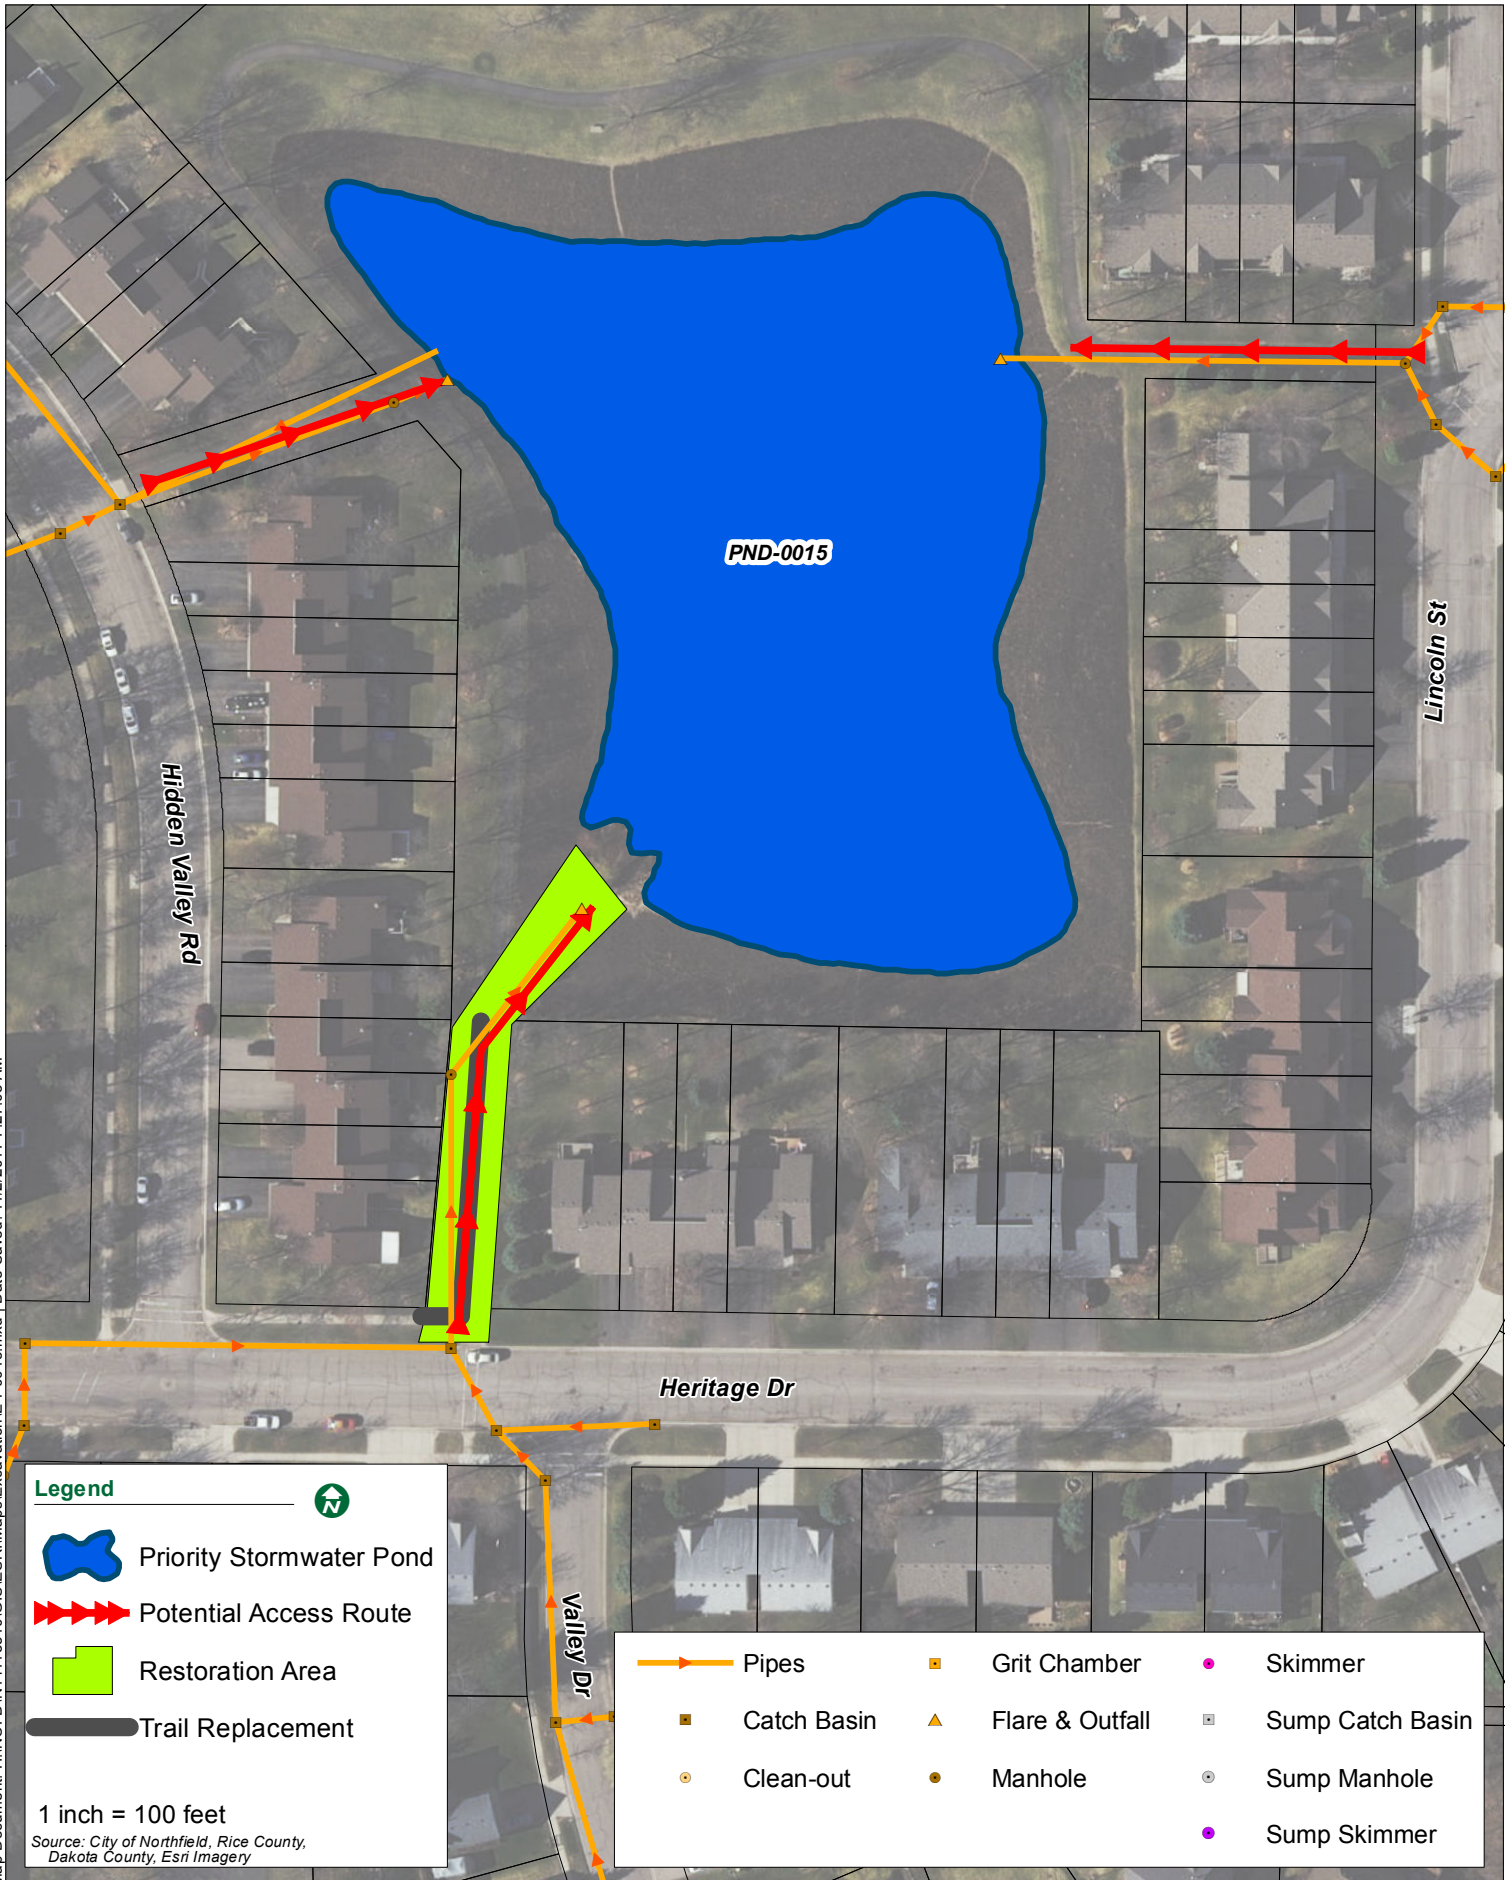 PND-0015
Lincoln St
Hidden Valley Rd
Heritage Dr
Valley Dr
Legend
N
Priority Stormwater Pond
Potential Access Route
Restoration Area
Trail Replacement
1 inch = 100 feet
Source: City of Northfield, Rice County,
Dakota County, Esri Imagery
Pipes
Catch Basin
Clean-out
Grit Chamber
Flare & Outfall
Manhole
Skimmer
Sump Catch Basin
Sump Manhole
Sump Skimmer